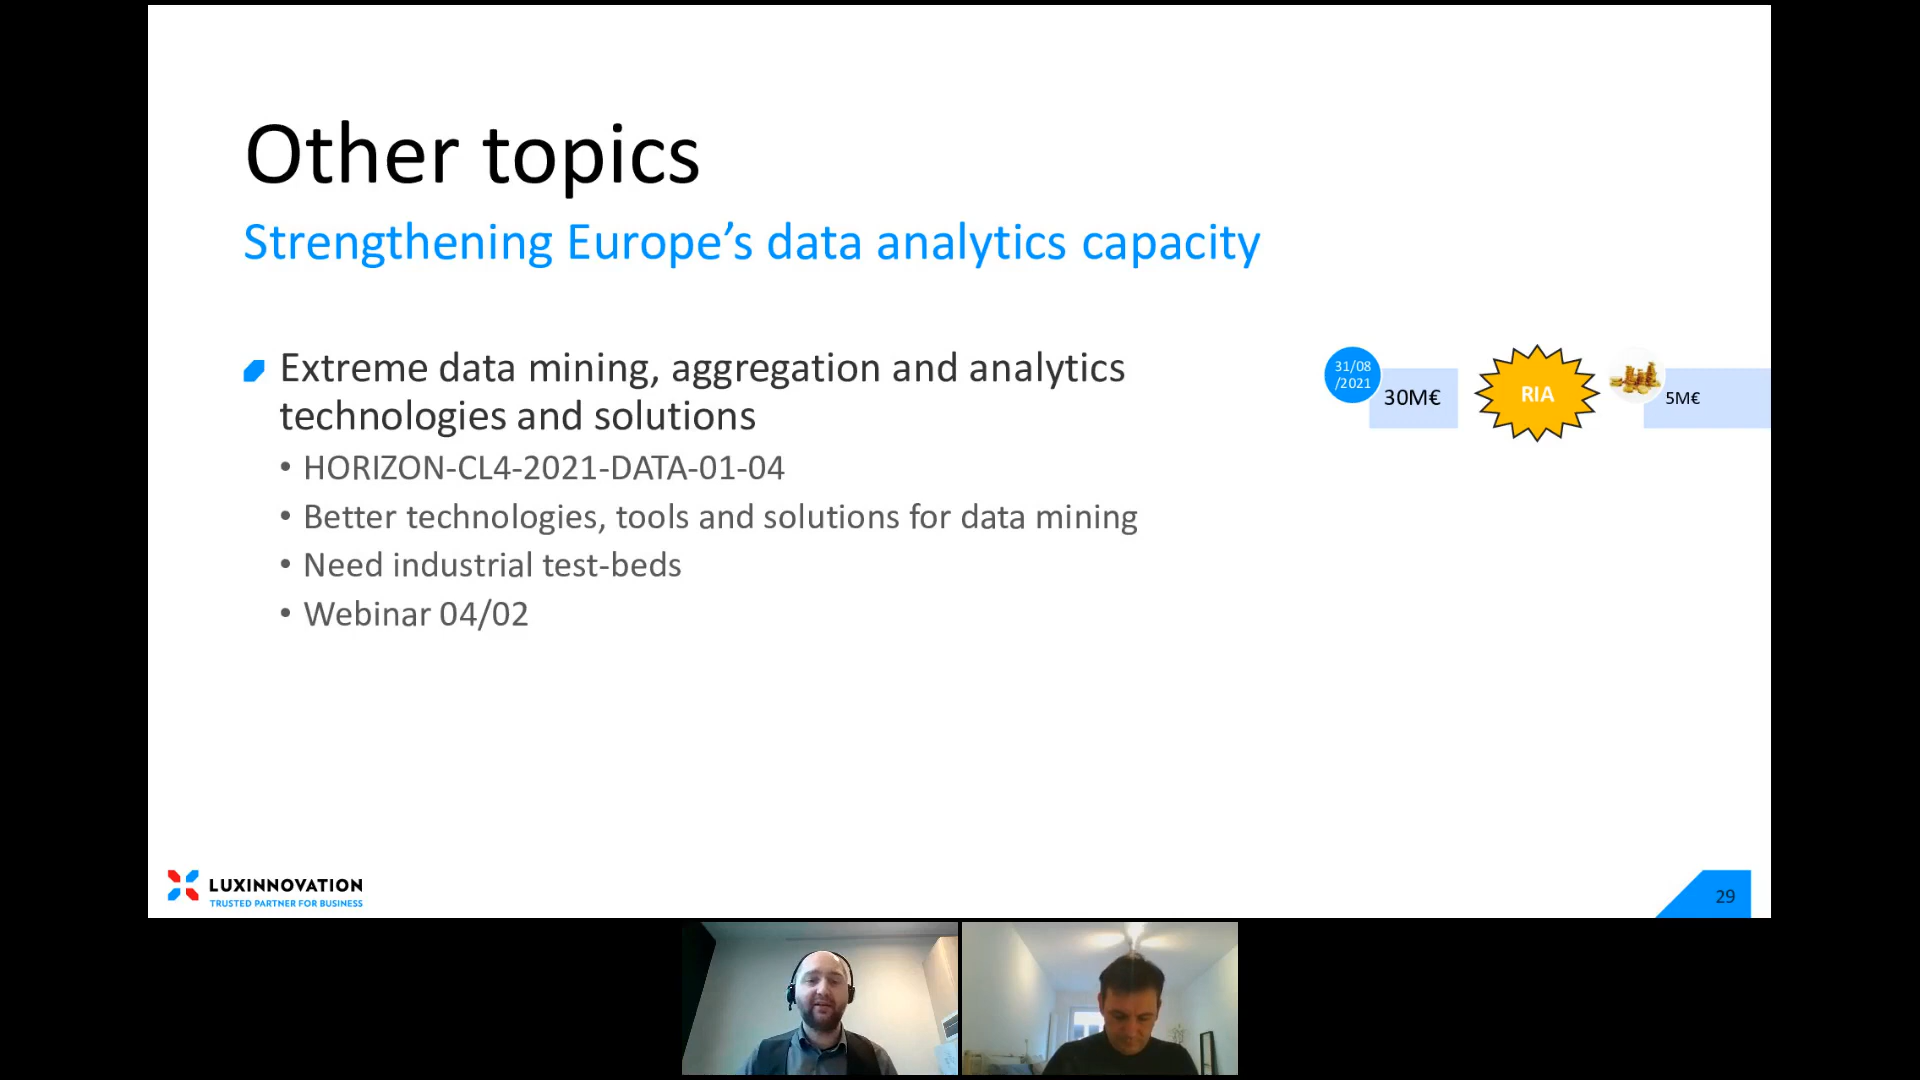 Other topics
Strengthening Europe’s data analytics capacity
Extreme data mining, aggregation and analytics
technologies and solutions
31/08
/2021
30M€
RIA
5M€
• HORIZON-CL4-2021-DATA-01-04
• Better technologies, tools and solutions for data mining
• Need industrial test-beds
• Webinar 04/02
LUXINNOVATION
TRUSTED PARTNER FOR BUSINESS
29